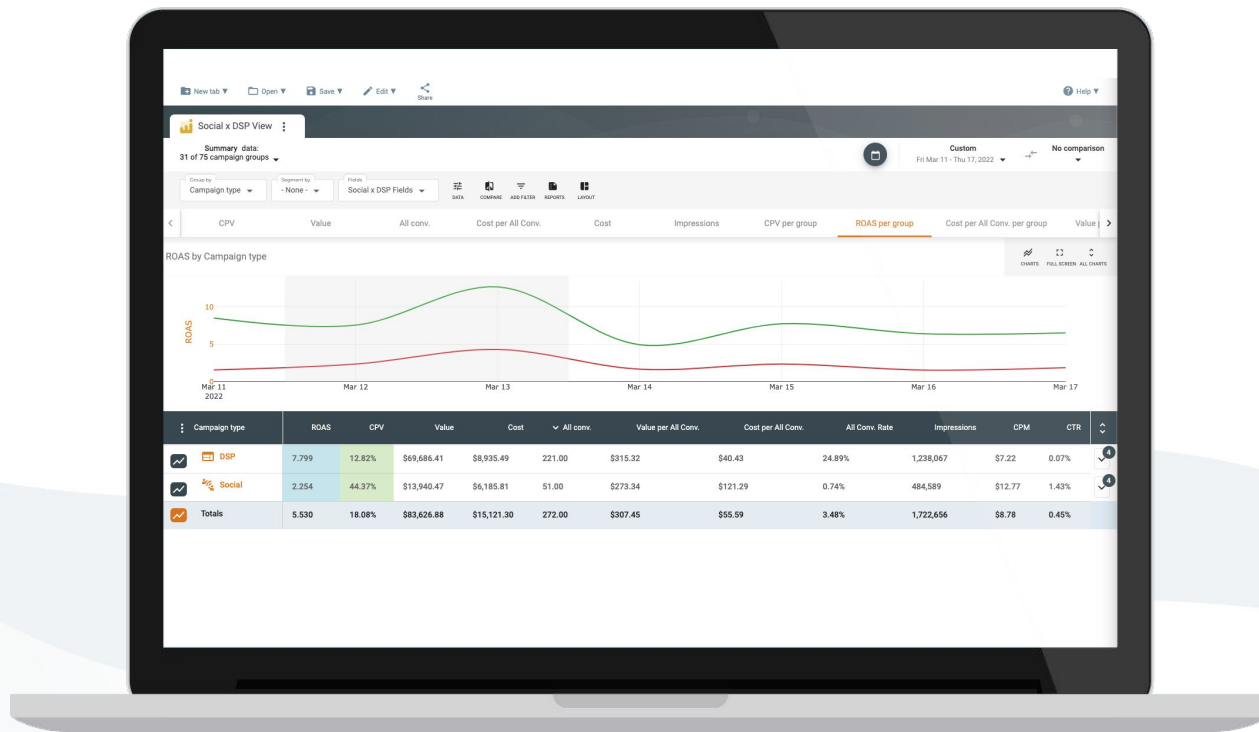 New tab ▼ Open ▼ Save ▼ Edit ▼ Share Help ▼
Social x DSP View
Summary data:
31 of 75 campaign groups
Custom
Fri Mar 11 - Thu 17, 2022
No comparison
Group by
Campaign type
Segment by
- None -
Fields
Social x DSP Fields
DATA COMPARE ADD FILTER REPORTS LAYOUT
CPV Value All conv. Cost per All Conv. Cost Impressions CPV per group ROAS per group Cost per All Conv. per group Value
ROAS by Campaign type
CHARTS FULL SCREEN ALL CHARTS
ROAS
10
5
0
Mar 11 Mar 12 Mar 13 Mar 14 Mar 15 Mar 16 Mar 17
2022
Campaign type ROAS CPV Value Cost All conv. Value per All Conv. Cost per All Conv. All Conv. Rate Impressions CPM CTR
DSP 7.799 12.82% $69,686.41 $8,935.49 221.00 $315.32 $40.43 24.89% 1,238,067 $7.22 0.07% 4
Social 2.254 44.37% $13,940.47 $6,185.81 51.00 $273.34 $121.29 0.74% 484,589 $12.77 1.43% 4
Totals 5.530 18.08% $83,626.88 $15,121.30 272.00 $307.45 $55.59 3.48% 1,722,656 $8.78 0.45%